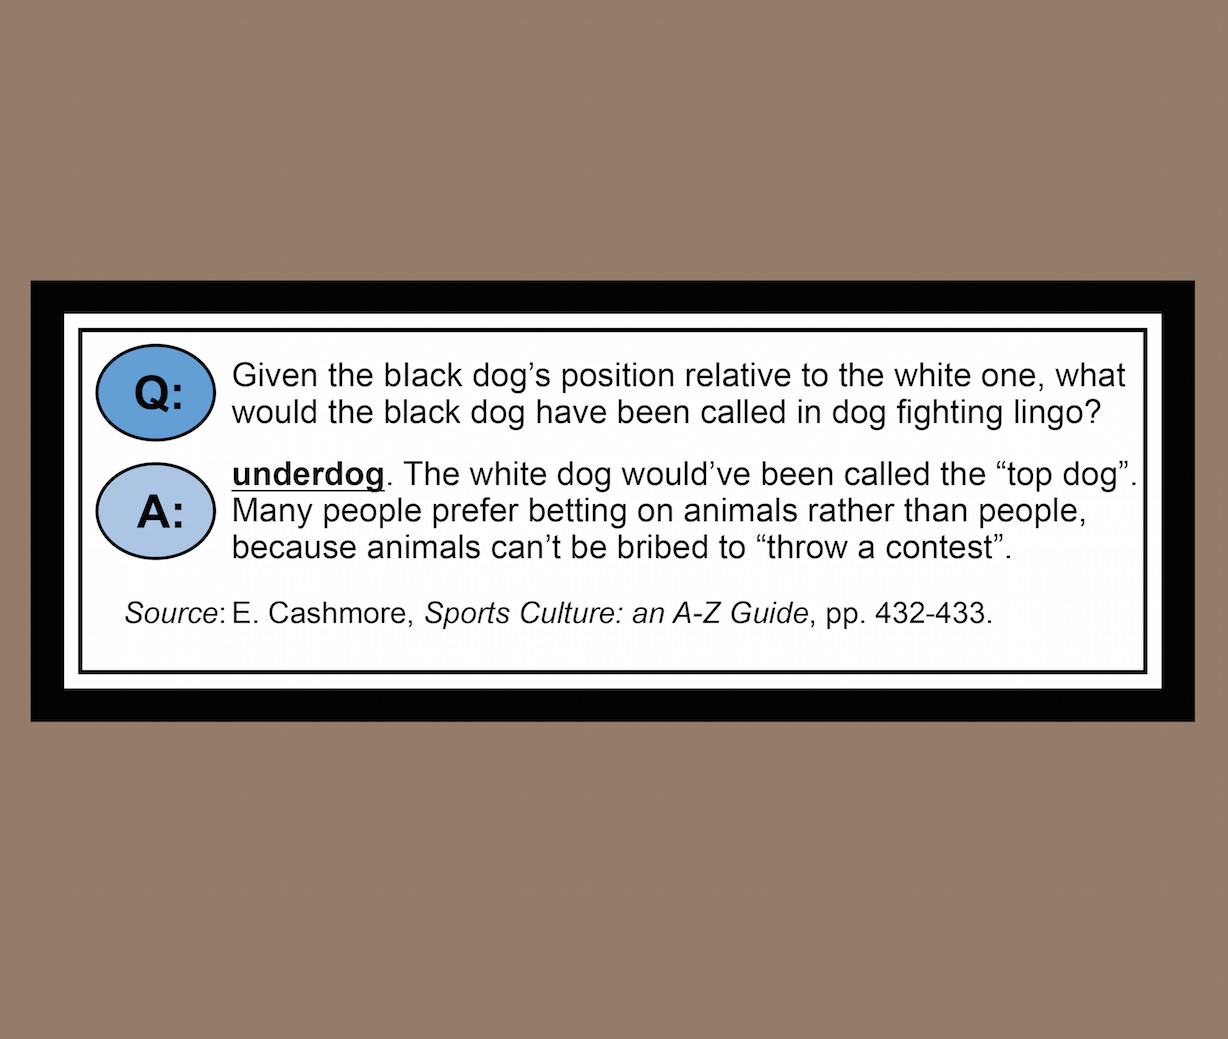 Q:
Given the black dog’s position relative to the white one, what
would the black dog have been called in dog fighting lingo?
A:
underdog. The white dog would’ve been called the “top dog”.
Many people prefer betting on animals rather than people,
because animals can’t be bribed to “throw a contest”.
Source: E. Cashmore, Sports Culture: an A-Z Guide, pp. 432-433.